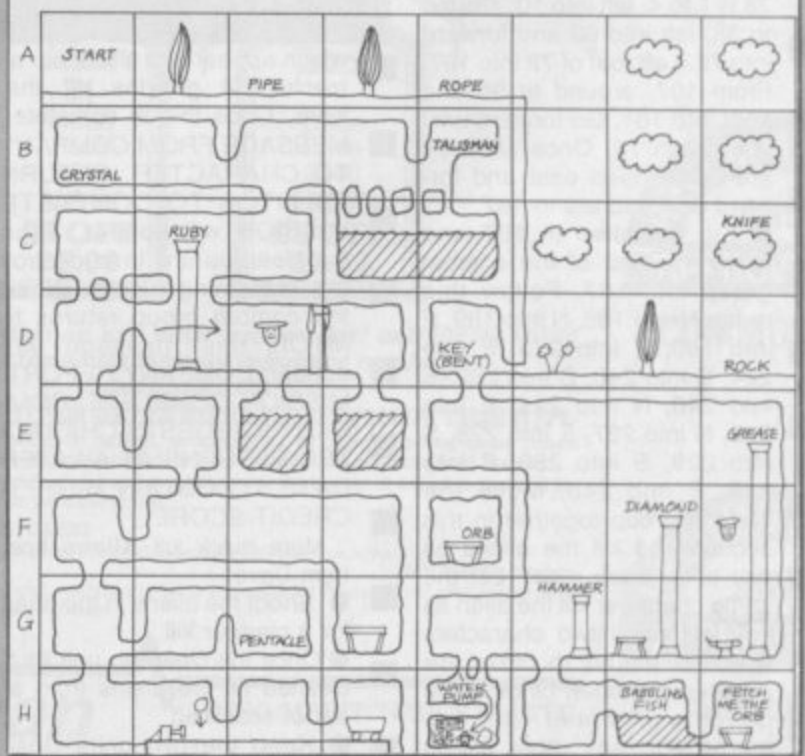 A START
PIPE ROPE
B TALISMAN
CRYSTAL
C RUBY KNIFE
D KEY
(BENT) ROCK
E GREASE
F DIAMOND
ORB
HAMMER
G PENTACLE
H WATER
PUMP
BABBLING
FISH
FETCH
ME THE
ORB